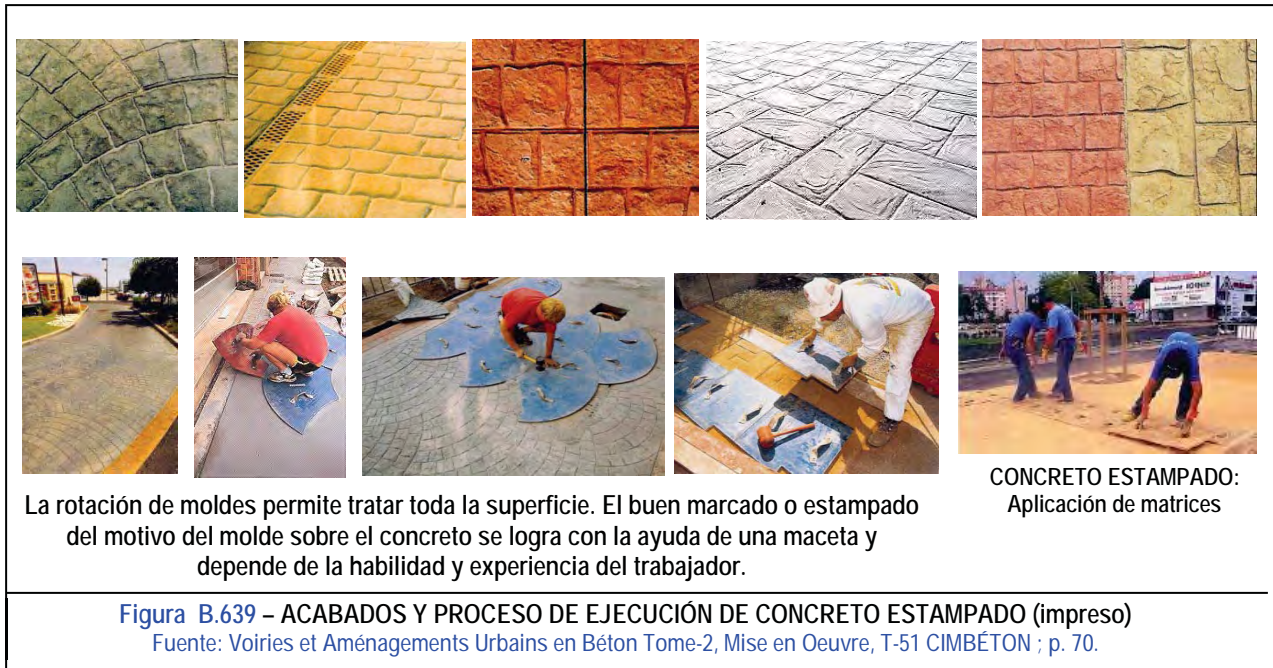 La rotación de moldes permite tratar toda la superficie. El buen marcado o estampado
del motivo del molde sobre el concreto se logra con la ayuda de una maceta y
depende de la habilidad y experiencia del trabajador.
CONCRETO ESTAMPADO:
Aplicación de matrices
Figura B.639 – ACABADOS Y PROCESO DE EJECUCIÓN DE CONCRETO ESTAMPADO (impreso)
Fuente: Voiries et Aménagements Urbains en Béton Tome-2, Mise en Oeuvre, T-51 CIMBÉTON ; p. 70.